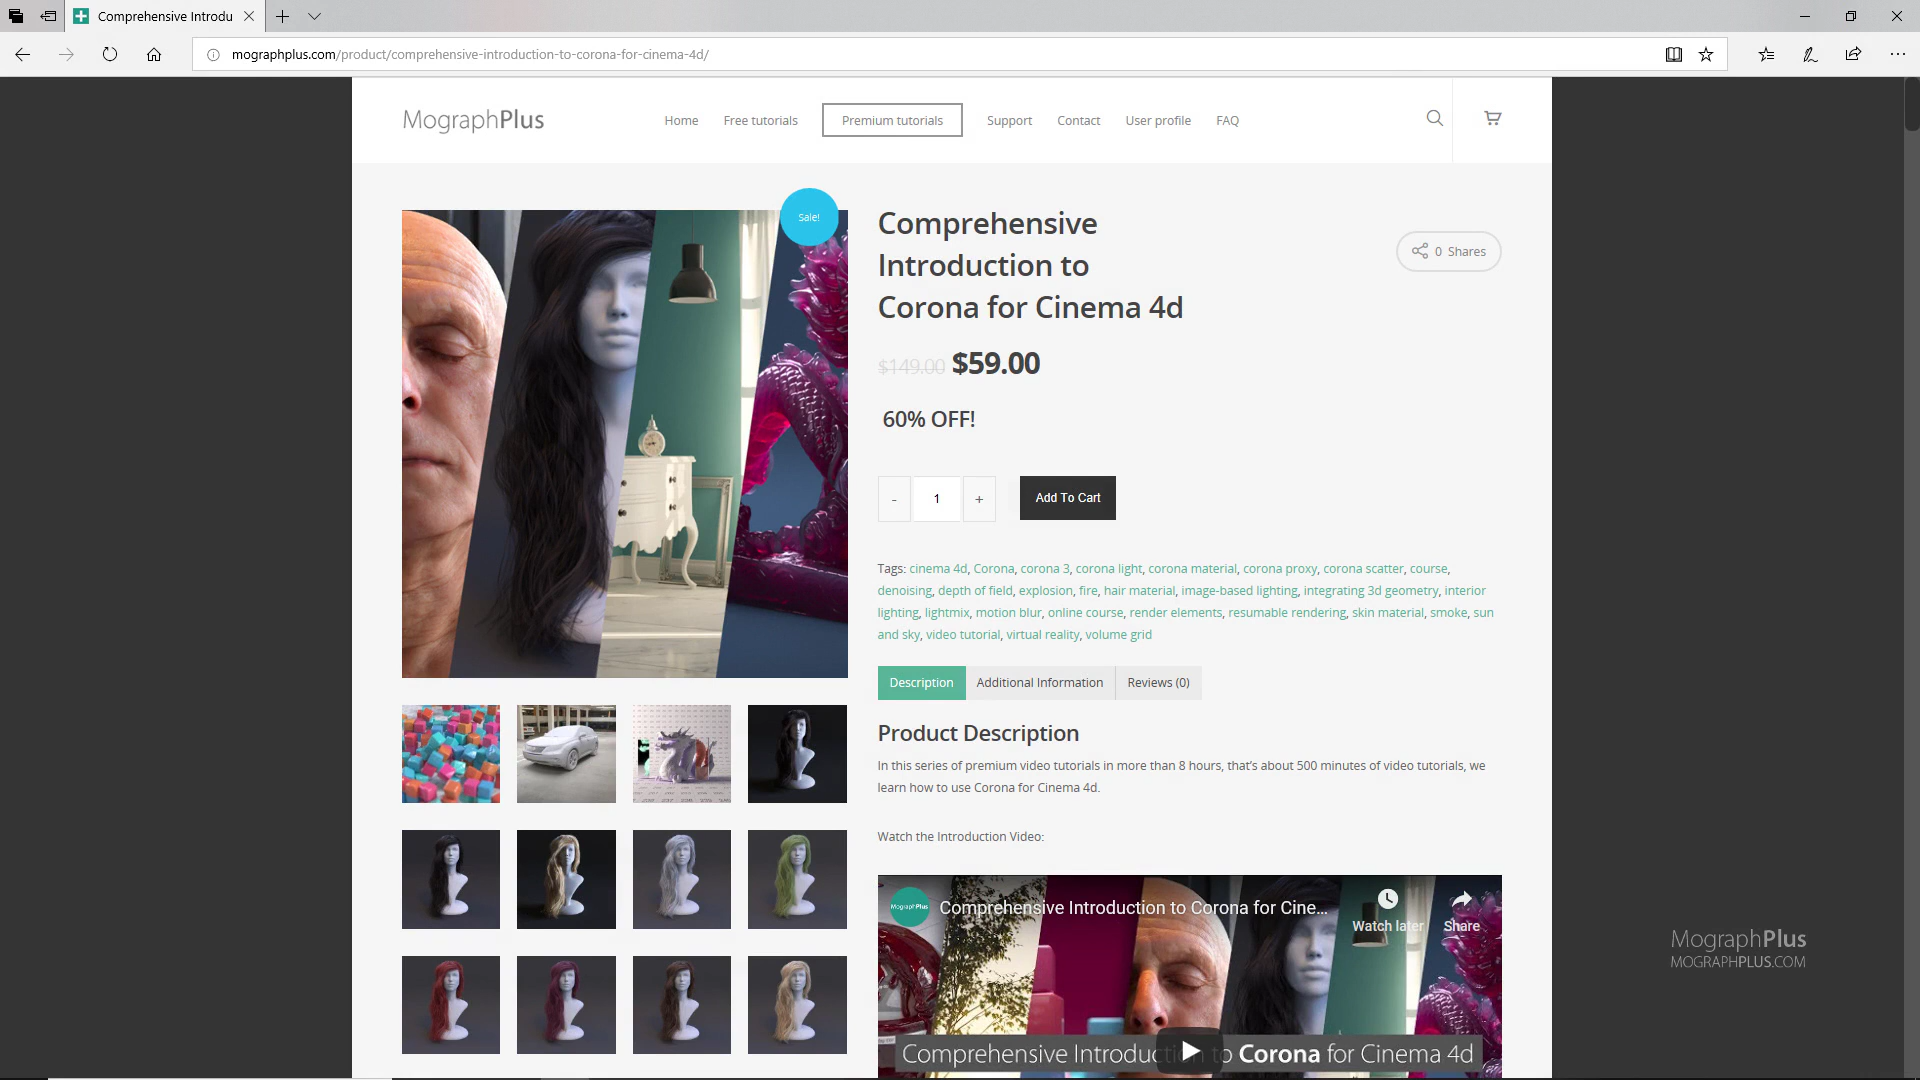 Comprehensive Introdu
mographplus.com/product/comprehensive-introduction-to-corona-for-cinema-4d/
MographPlus
Home
Free tutorials
Premium tutorials
Support
Contact
User profile
FAQ
Sale!
Comprehensive
Introduction to
Corona for Cinema 4d
0 Shares
$149.00 $59.00
60% OFF!
- 1 +
Add To Cart
Tags: cinema 4d, Corona, corona 3, corona light, corona material, corona proxy, corona scatter, course,
denoising, depth of field, explosion, fire, hair material, image-based lighting, integrating 3d geometry, interior
lighting, lightmix, motion blur, online course, render elements, resumable rendering, skin material, smoke, sun
and sky, video tutorial, virtual reality, volume grid
Description
Additional Information
Reviews (0)
Product Description
In this series of premium video tutorials in more than 8 hours, that's about 500 minutes of video tutorials, we
learn how to use Corona for Cinema 4d.
Watch the Introduction Video:
MographPlus
Comprehensive Introduction to Corona for Cine...
Watch later
Share
Comprehensive Introduc to Corona for Cinema 4d
MographPlus
MOGRAPHPLUS.COM